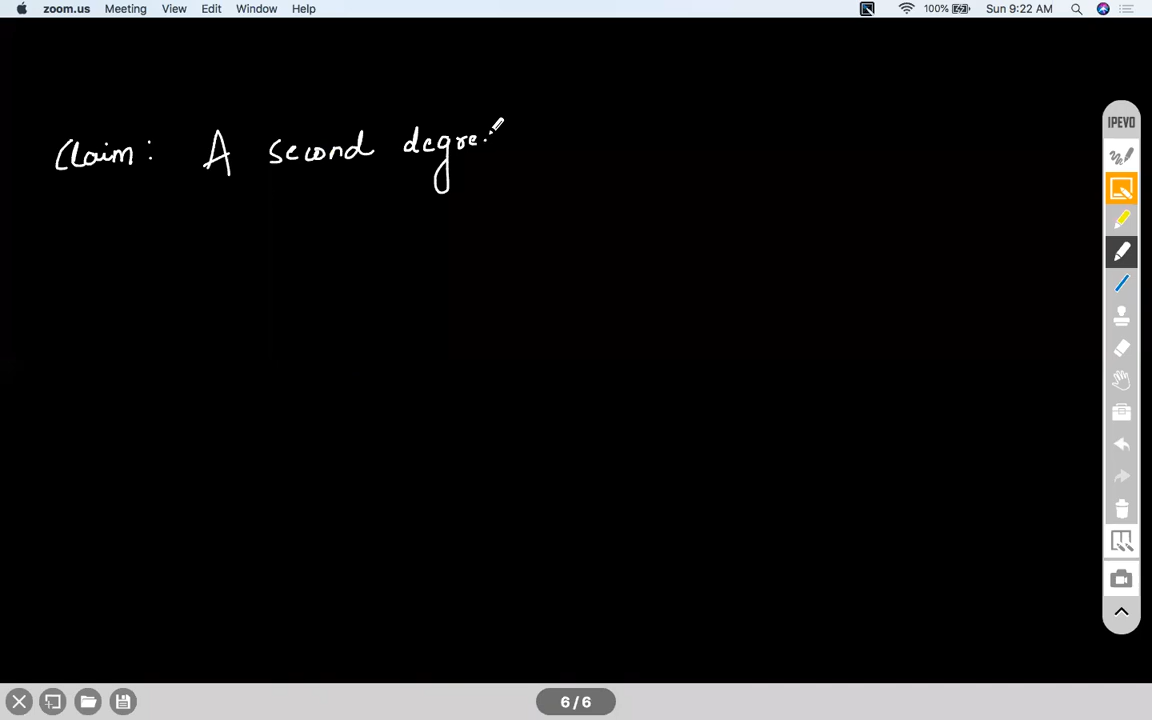 zoom.us Meeting View Edit Window Help 100% Sun 9:22 AM
IPEVO
Claim: A second degre
6 / 6